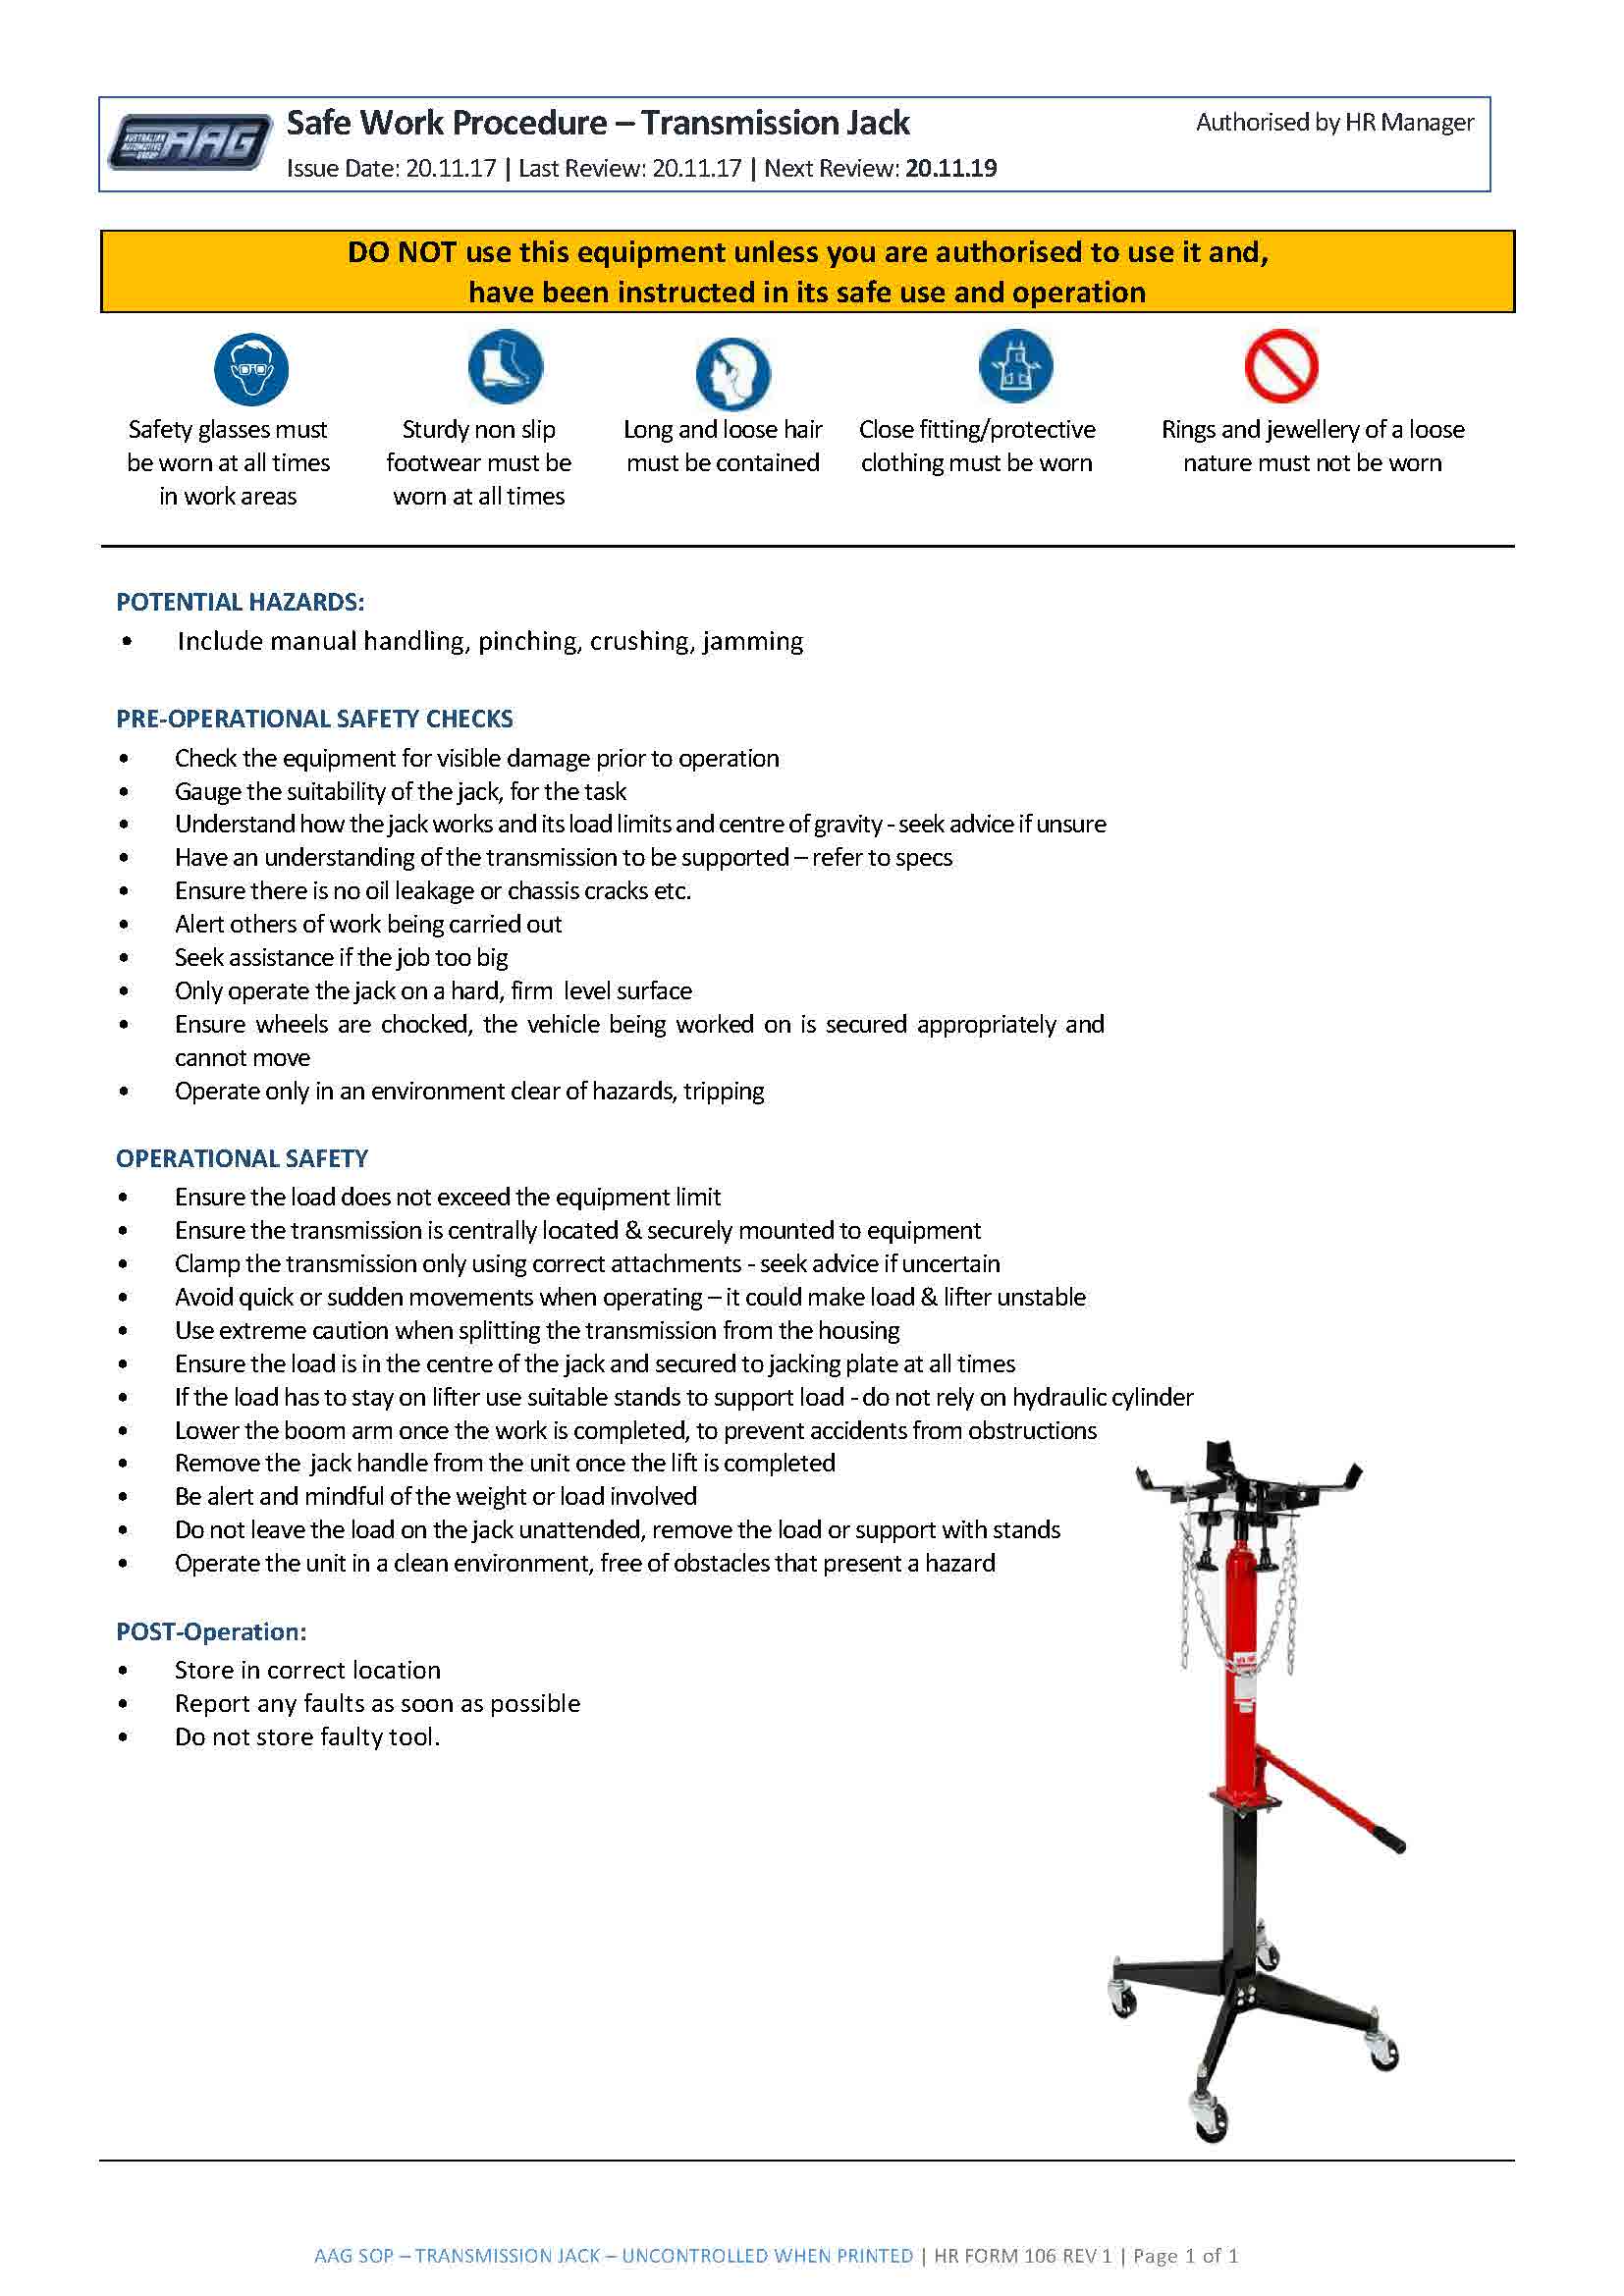 AUSTRALIAN
AUTOMOTIVE
GROUP
AAG
Safe Work Procedure – Transmission Jack
Authorised by HR Manager
Issue Date: 20.11.17 | Last Review: 20.11.17 | Next Review: 20.11.19
DO NOT use this equipment unless you are authorised to use it and,
have been instructed in its safe use and operation
Safety glasses must
be worn at all times
in work areas
Sturdy non slip
footwear must be
worn at all times
Long and loose hair
must be contained
Close fitting/protective
clothing must be worn
Rings and jewellery of a loose
nature must not be worn
POTENTIAL HAZARDS:
• Include manual handling, pinching, crushing, jamming
PRE-OPERATIONAL SAFETY CHECKS
• Check the equipment for visible damage prior to operation
• Gauge the suitability of the jack, for the task
• Understand how the jack works and its load limits and centre of gravity - seek advice if unsure
• Have an understanding of the transmission to be supported – refer to specs
• Ensure there is no oil leakage or chassis cracks etc.
• Alert others of work being carried out
• Seek assistance if the job too big
• Only operate the jack on a hard, firm level surface
• Ensure wheels are chocked, the vehicle being worked on is secured appropriately and
cannot move
• Operate only in an environment clear of hazards, tripping
OPERATIONAL SAFETY
• Ensure the load does not exceed the equipment limit
• Ensure the transmission is centrally located & securely mounted to equipment
• Clamp the transmission only using correct attachments - seek advice if uncertain
• Avoid quick or sudden movements when operating – it could make load & lifter unstable
• Use extreme caution when splitting the transmission from the housing
• Ensure the load is in the centre of the jack and secured to jacking plate at all times
• If the load has to stay on lifter use suitable stands to support load - do not rely on hydraulic cylinder
• Lower the boom arm once the work is completed, to prevent accidents from obstructions
• Remove the jack handle from the unit once the lift is completed
• Be alert and mindful of the weight or load involved
• Do not leave the load on the jack unattended, remove the load or support with stands
• Operate the unit in a clean environment, free of obstacles that present a hazard
POST-Operation:
• Store in correct location
• Report any faults as soon as possible
• Do not store faulty tool.
AAG SOP – TRANSMISSION JACK – UNCONTROLLED WHEN PRINTED | HR FORM 106 REV 1 | Page 1 of 1